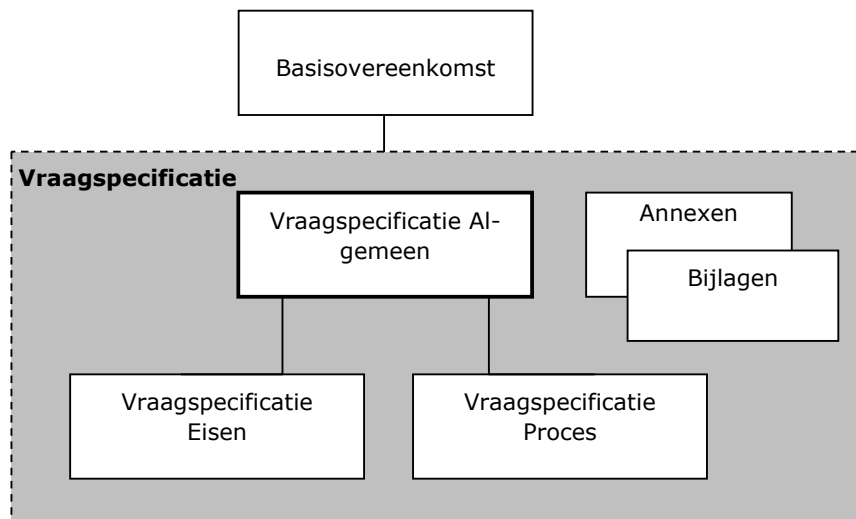 Basisovereenkomst
Vraagspecificatie
Vraagspecificatie Al-
gemeen
Annexen
Bijlagen
Vraagspecificatie
Eisen
Vraagspecificatie
Proces